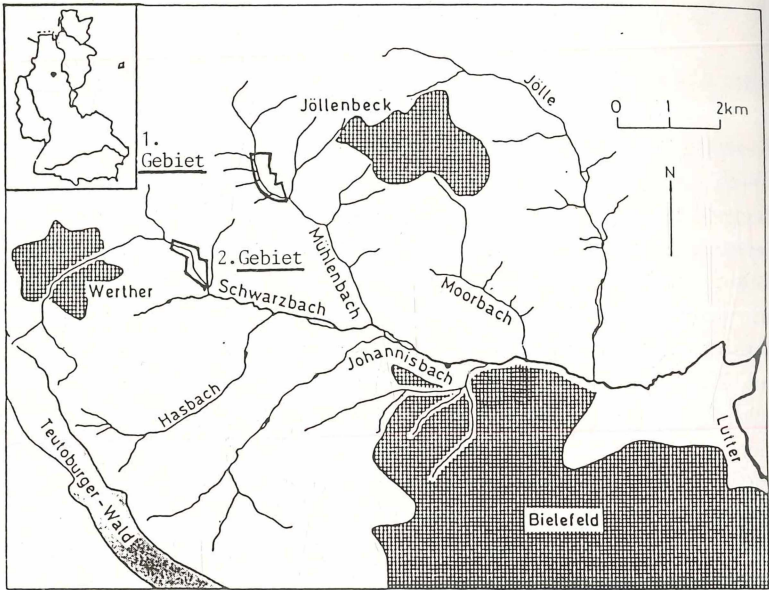 Jöllenbeck
Jölle
0 1 2km
1.
Gebiet
N
2.Gebiet
Werther
Schwarzbach
Mühlenbach
Moorbach
Johannisbach
Hasbach
Lutter
Teutoburger-Wald
Bielefeld